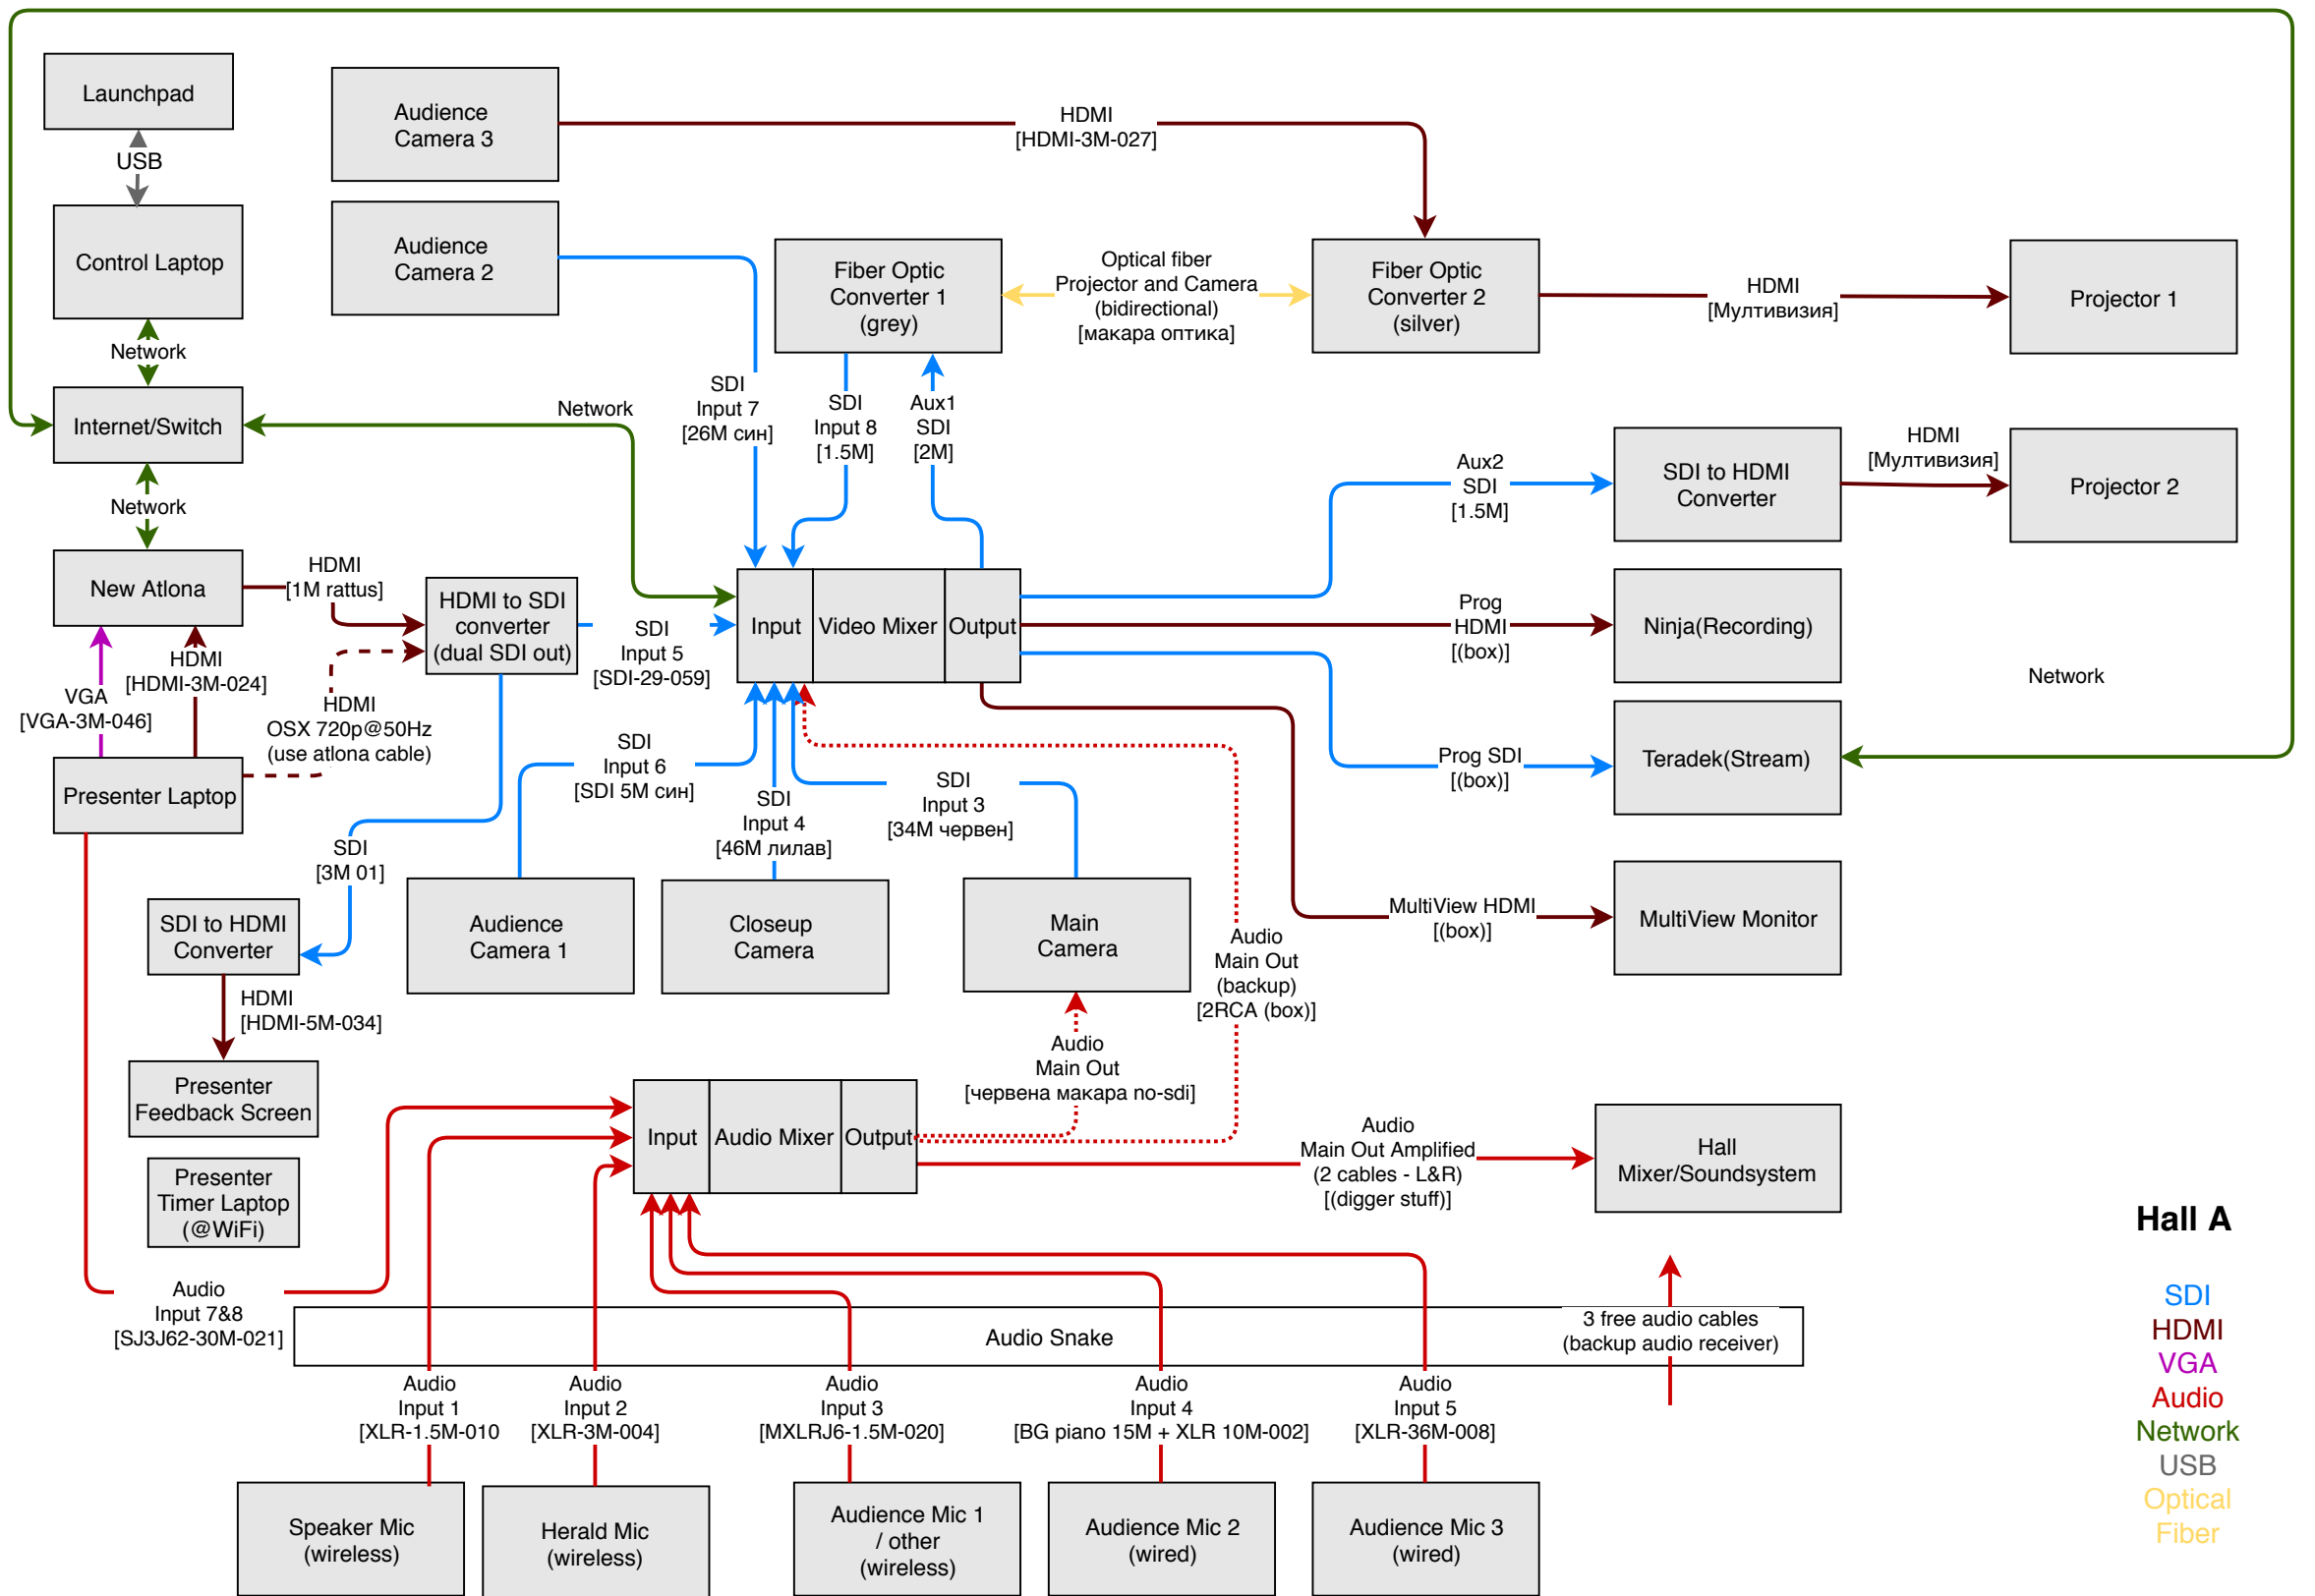 Launchpad
USB
Control Laptop
Network
Internet/Switch
Network
New Atlona
HDMI
[1M rattus]
VGA
[VGA-3M-046]
HDMI
[HDMI-3M-024]
HDMI
OSX 720p@50Hz
(use atlona cable)
Presenter Laptop
HDMI to SDI
converter
(dual SDI out)
SDI
[3M 01]
SDI to HDMI
Converter
HDMI
[HDMI-5M-034]
Presenter
Feedback Screen
Presenter
Timer Laptop
(@WiFi)
Audience
Camera 3
HDMI
[HDMI-3M-027]
Audience
Camera 2
Network
SDI
Input 7
[26M син]
Fiber Optic
Converter 1
(grey)
Optical fiber
Projector and Camera
(bidirectional)
[макара оптика]
Fiber Optic
Converter 2
(silver)
HDMI
[Мултивизия]
Projector 1
SDI
Input 8
[1.5M]
Aux1
SDI
[2M]
Aux2
SDI
[1.5M]
SDI to HDMI
Converter
HDMI
[Мултивизия]
Projector 2
SDI
Input 5
[SDI-29-059]
Input
Video Mixer
Output
Prog
HDMI
[(box)]
Ninja(Recording)
Network
Prog SDI
[(box)]
Teradek(Stream)
MultiView HDMI
[(box)]
MultiView Monitor
SDI
Input 6
[SDI 5M син]
SDI
Input 4
[46M лилав]
SDI
Input 3
[34M червен]
Audience
Camera 1
Closeup
Camera
Main
Camera
Audio
Main Out
(backup)
[2RCA (box)]
Audio
Main Out
[червена макара no-sdi]
Input
Audio Mixer
Output
Audio
Main Out Amplified
(2 cables - L&R)
[(digger stuff)]
Hall
Mixer/Soundsystem
Audio
Input 7&8
[SJ3J62-30M-021]
Audio Snake
3 free audio cables
(backup audio receiver)
Audio
Input 1
[XLR-1.5M-010
Audio
Input 2
[XLR-3M-004]
Audio
Input 3
[MXLRJ6-1.5M-020]
Audio
Input 4
[BG piano 15M + XLR 10M-002]
Audio
Input 5
[XLR-36M-008]
Speaker Mic
(wireless)
Herald Mic
(wireless)
Audience Mic 1
/ other
(wireless)
Audience Mic 2
(wired)
Audience Mic 3
(wired)
Hall A
SDI
HDMI
VGA
Audio
Network
USB
Optical
Fiber